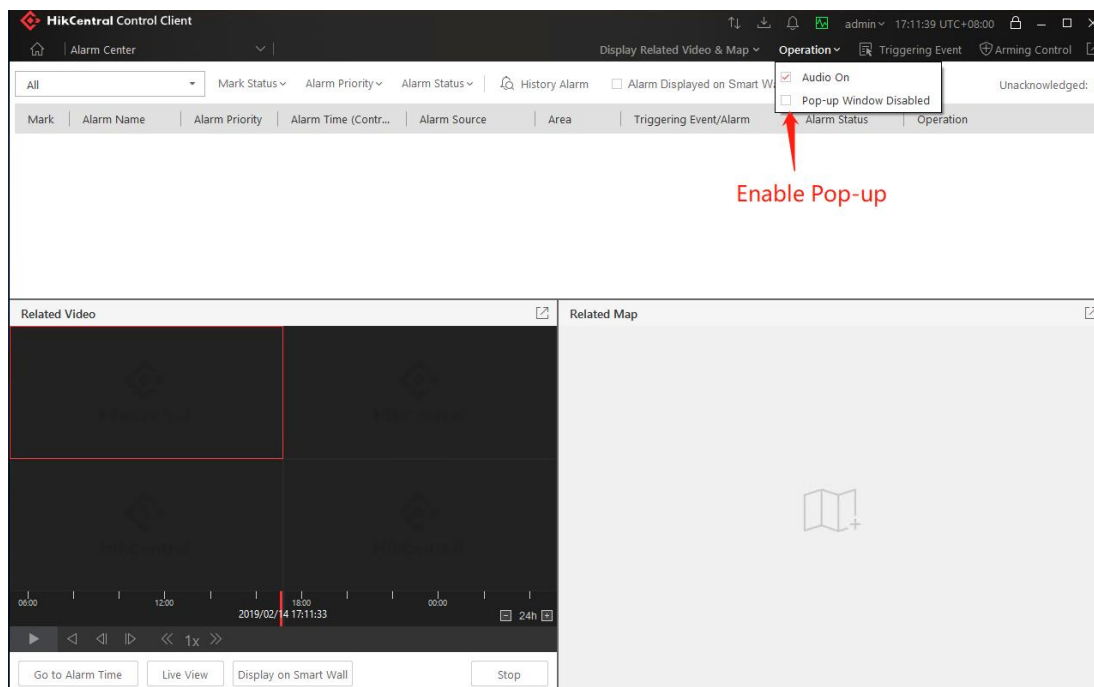 HikCentral Control Client
admin 17:11:39 UTC+08:00
Alarm Center
Display Related Video & Map Operation Triggering Event Arming Control
Audio On
Pop-up Window Disabled
All Mark Status Alarm Priority Alarm Status History Alarm Alarm Displayed on Smart Wa Unacknowledged:
Mark Alarm Name Alarm Priority Alarm Time (Contr... Alarm Source Area Triggering Event/Alarm Alarm Status Operation
Enable Pop-up
Related Video
Related Map
HikCentral
06:00 12:00 18:00 00:00
2019/02/14 17:11:33
24h
1x
Go to Alarm Time Live View Display on Smart Wall Stop